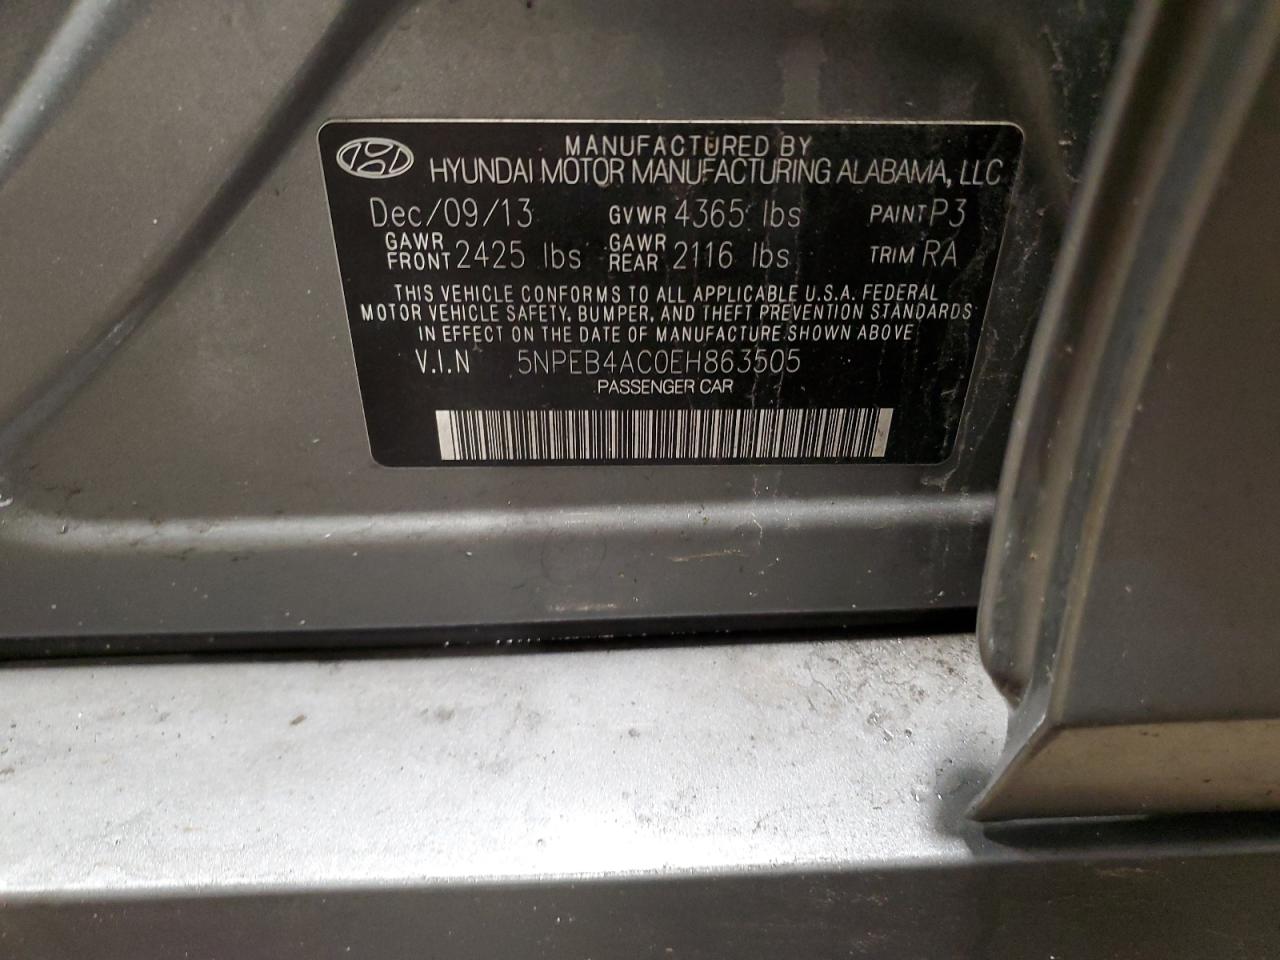 MANUFACTURED BY
HYUNDAI MOTOR MANUFACTURING ALABAMA, LLC
Dec/09/13 GVWR 4365 lbs PAINT P3
GAWR FRONT 2425 lbs GAWR REAR 2116 lbs TRIM RA
THIS VEHICLE CONFORMS TO ALL APPLICABLE U.S.A. FEDERAL
MOTOR VEHICLE SAFETY, BUMPER, AND THEFT PREVENTION STANDARDS
IN EFFECT ON THE DATE OF MANUFACTURE SHOWN ABOVE
V.I.N 5NPEB4AC0EH863505
PASSENGER CAR